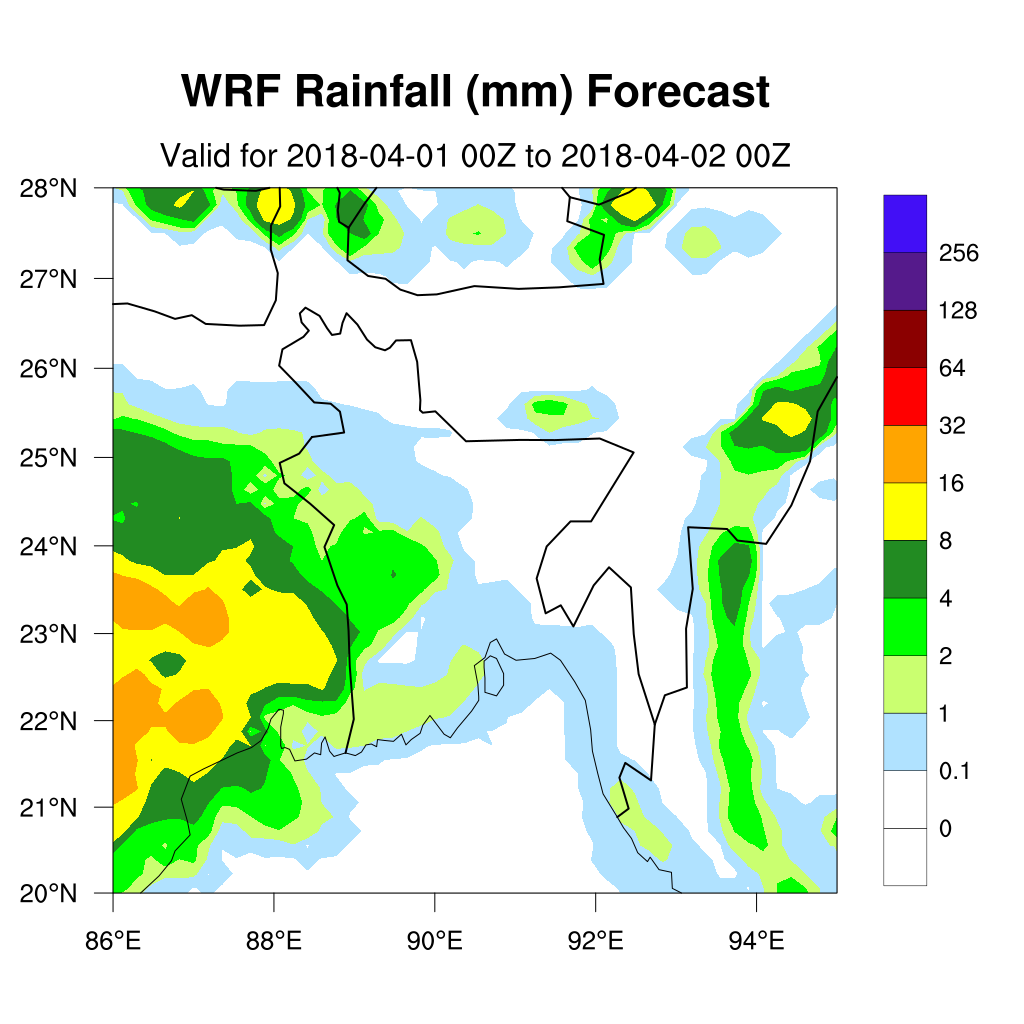 WRF Rainfall (mm) Forecast
Valid for 2018-04-01 00Z to 2018-04-02 00Z
28°N
27°N
26°N
25°N
24°N
23°N
22°N
21°N
20°N
86°E 88°E 90°E 92°E 94°E
256
128
64
32
16
8
4
2
1
0.1
0